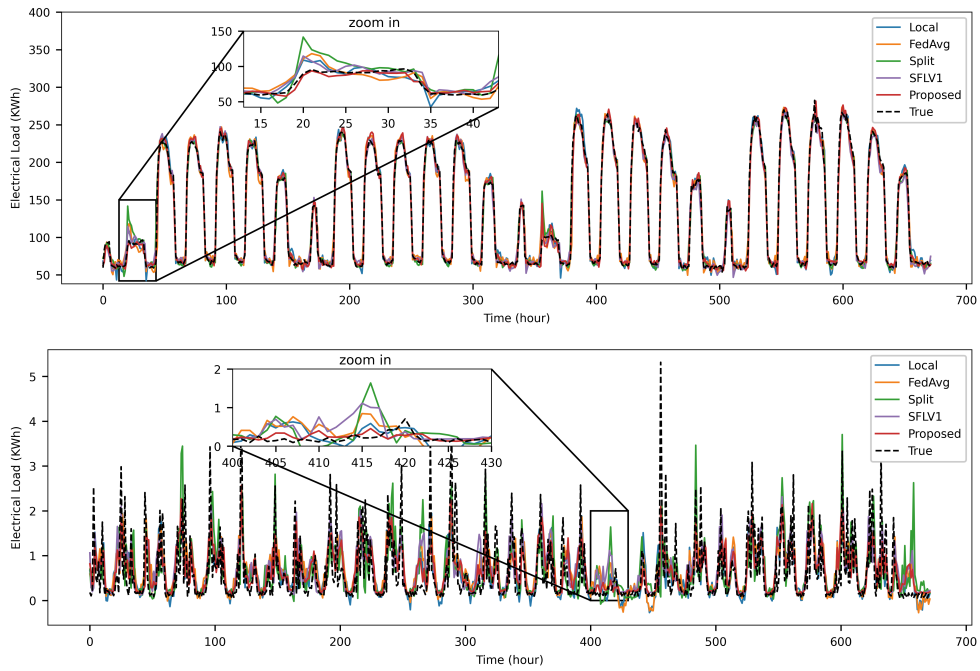 zoom in
400
350
300
250
200
150
100
50
Electrical Load (KWh)
150
100
50
15 20 25 30 35 40
Local
FedAvg
Split
SFLV1
Proposed
True
0 100 200 300 400 500 600 700
Time (hour)
zoom in
5
4
3
2
1
0
Electrical Load (KWh)
2
1
0
400 405 410 415 420 425 430
Local
FedAvg
Split
SFLV1
Proposed
True
0 100 200 300 400 500 600 700
Time (hour)